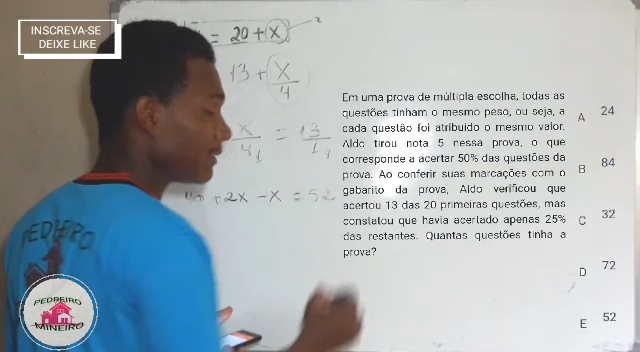 INSCREVA-SE
DEIXE LIKE
= 20 + x
13 + x/4
x/4 = 13/1
+ 2x - x = 52
Em uma prova de múltipla escolha, todas as
questões tinham o mesmo peso, ou seja, a
cada questão foi atribuído o mesmo valor.
Aldo tirou nota 5 nessa prova, o que
corresponde a acertar 50% das questões da
prova. Ao conferir suas marcações com o
gabarito da prova, Aldo verificou que
acertou 13 das 20 primeiras questões, mas
constatou que havia acertado apenas 25%
das restantes. Quantas questões tinha a
prova?
A 24
B 84
C 32
D 72
E 52
PEDREIRO
PEDREIRO
MINEIRO